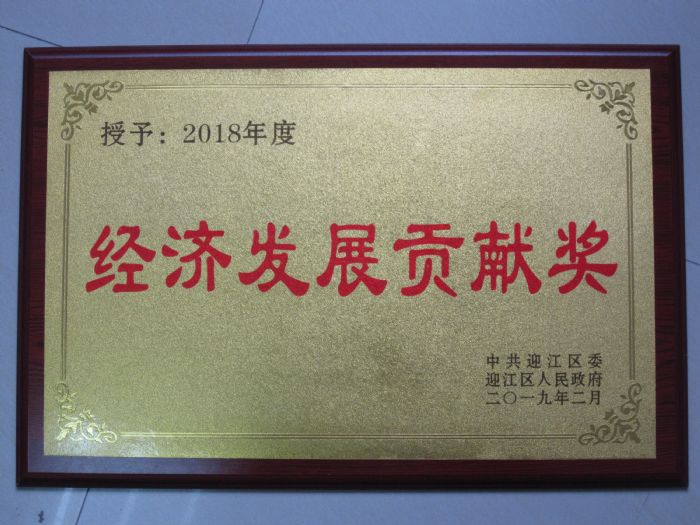 授予：2018年度
经济发展贡献奖
中共迎江区委
迎江区人民政府
二〇一九年二月